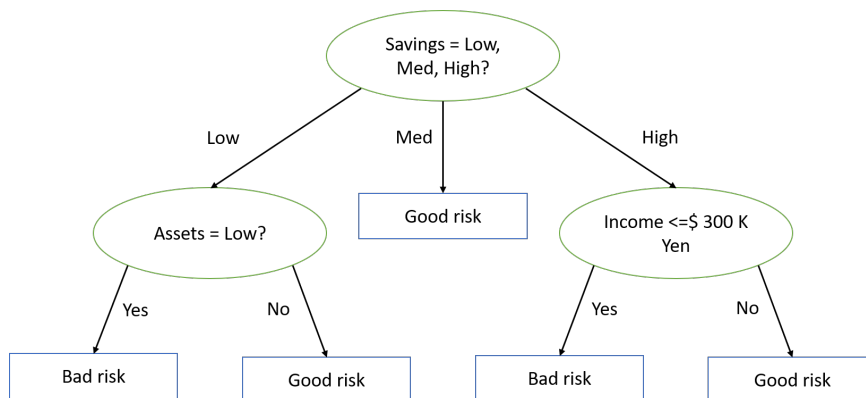 Savings = Low,
Med, High?
Low
Med
High
Assets = Low?
Good risk
Income <=$ 300 K
Yen
Yes
No
Yes
No
Bad risk
Good risk
Bad risk
Good risk